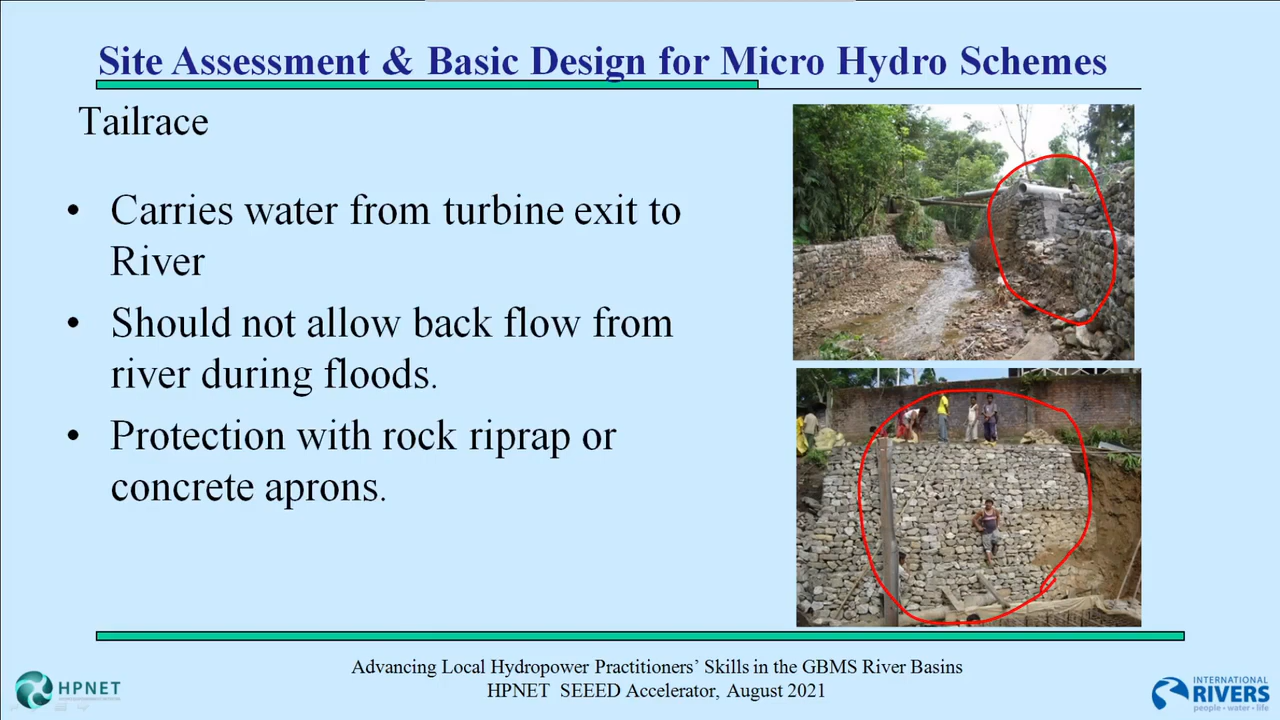 Site Assessment & Basic Design for Micro Hydro Schemes
Tailrace
• Carries water from turbine exit to
River
• Should not allow back flow from
river during floods.
• Protection with rock riprap or
concrete aprons.
Advancing Local Hydropower Practitioners' Skills in the GBMS River Basins
HPNET SEEED Accelerator, August 2021
HPNET
INTERNATIONAL
RIVERS
people • water • life